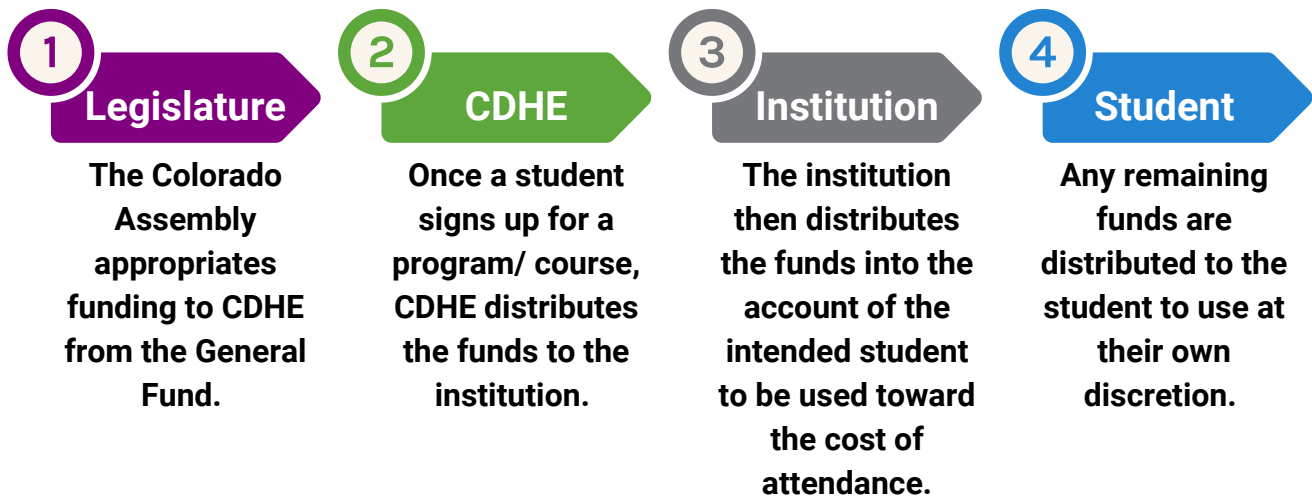 1
Legislature
The Colorado
Assembly
appropriates
funding to CDHE
from the General
Fund.
2
CDHE
Once a student
signs up for a
program/ course,
CDHE distributes
the funds to the
institution.
3
Institution
The institution
then distributes
the funds into the
account of the
intended student
to be used toward
the cost of
attendance.
4
Student
Any remaining
funds are
distributed to the
student to use at
their own
discretion.